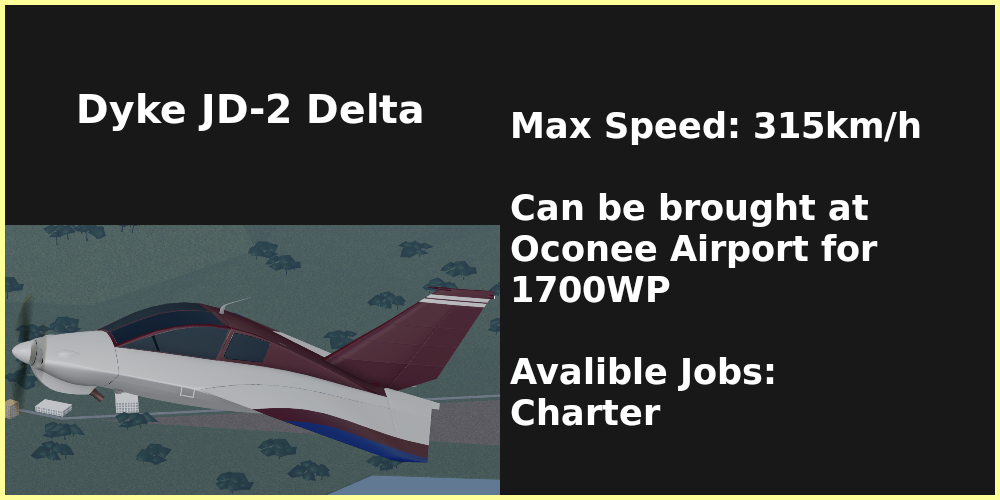 Dyke JD-2 Delta
Max Speed: 315km/h
Can be brought at
Oconee Airport for
1700WP
Avalible Jobs:
Charter